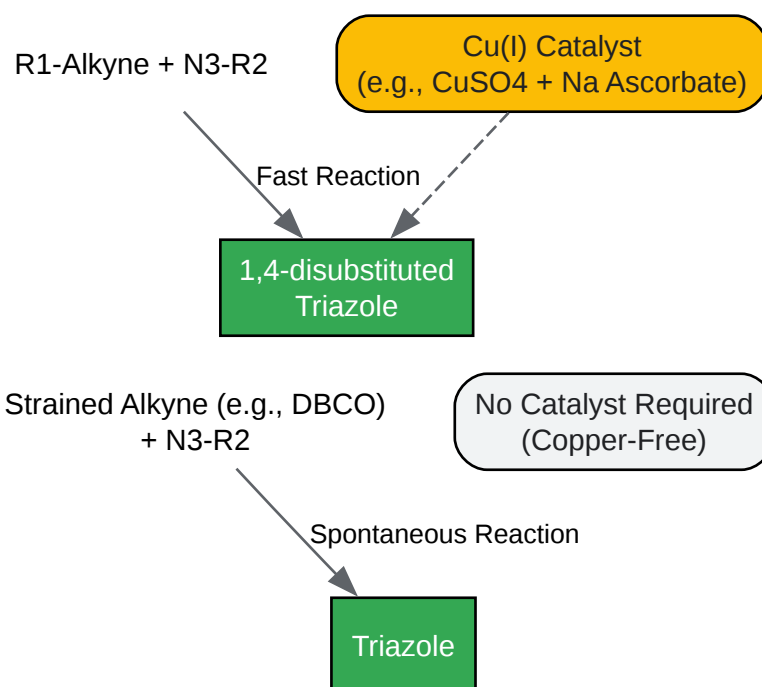 R1-Alkyne + N3-R2
Cu(I) Catalyst
(e.g., CuSO4 + Na Ascorbate)
Fast Reaction
1,4-disubstituted
Triazole
Strained Alkyne (e.g., DBCO)
+ N3-R2
No Catalyst Required
(Copper-Free)
Spontaneous Reaction
Triazole